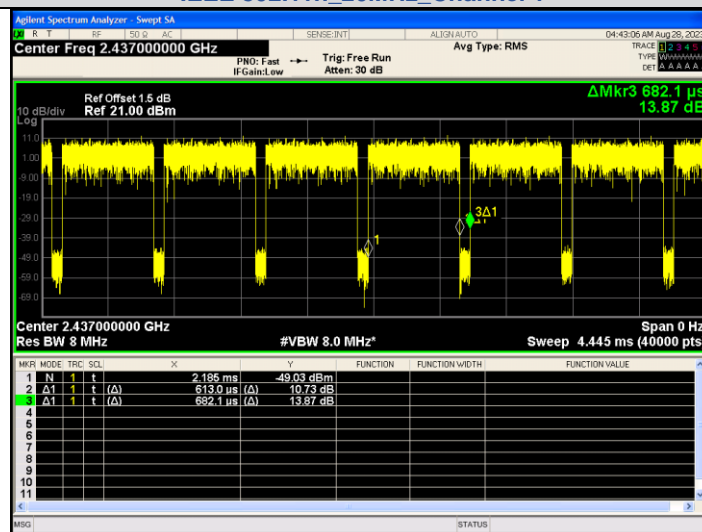 Agilent Spectrum Analyzer - Swept SA
LXI R T RF 50 Ω AC SENSE:INT ALIGN AUTO 04:43:06 AM Aug 28, 2023
Center Freq 2.437000000 GHz Avg Type: RMS TRACE 1 2 3 4 5
PNO: Fast Trig: Free Run TYPE
IFGain:Low Atten: 30 dB DET A A A A A
ΔMkr3 682.1 µs
Ref Offset 1.5 dB
10 dB/div Ref 21.00 dBm 13.87 dB
Log
11.0
1.00
-9.00
-19.0
-29.0
3Δ1
-39.0
1
-49.0
-59.0
-69.0
Center 2.437000000 GHz Span 0 Hz
Res BW 8 MHz #VBW 8.0 MHz* Sweep 4.445 ms (40000 pts
MKR MODE TRC SCL X Y FUNCTION FUNCTION WIDTH FUNCTION VALUE
1 N 1 t 2.185 ms -49.03 dBm
2 Δ1 1 t (Δ) 613.0 µs (Δ) 10.73 dB
3 Δ1 1 t (Δ) 682.1 µs (Δ) 13.87 dB
4
5
6
7
8
9
10
11
MSG STATUS